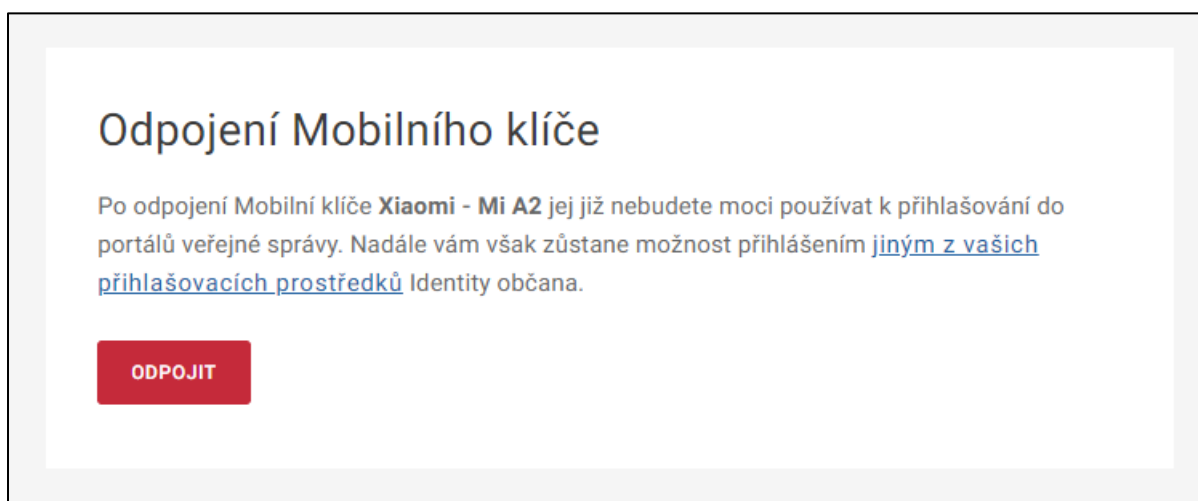 Odpojení Mobilního klíče
Po odpojení Mobilní klíče Xiaomi - Mi A2 jej již nebudete moci používat k přihlašování do
portálů veřejné správy. Nadále vám však zůstane možnost přihlášením jiným z vašich
přihlašovacích prostředků Identity občana.
ODPOJIT